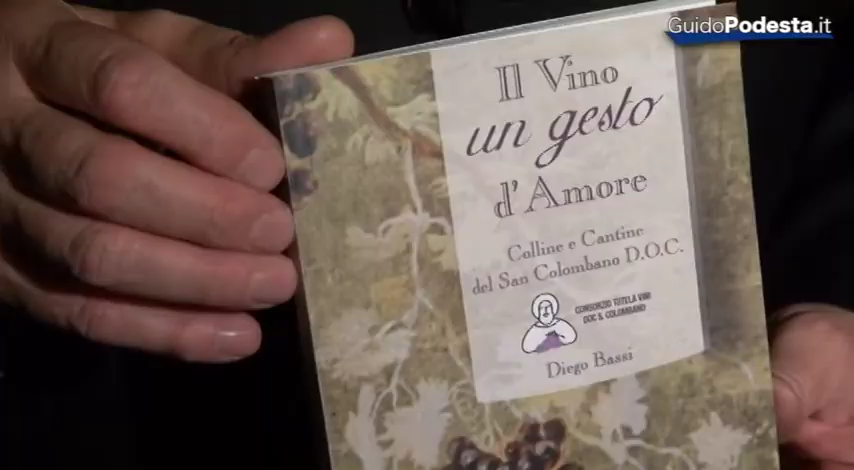 GuidoPodesta.it
Il Vino
un gesto
d'Amore
Colline e Cantine
del San Colombano D.O.C.
CONSORZIO TUTELA VINI
DOC S. COLOMBANO
Diego Bassi